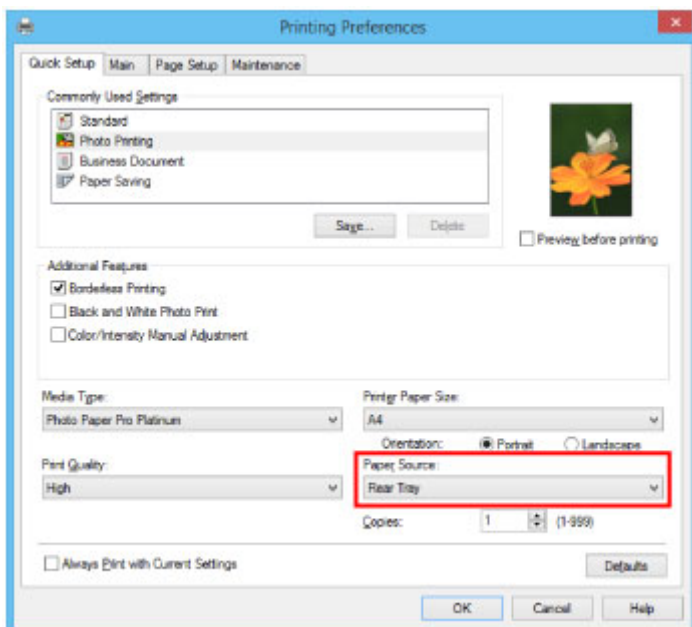 Printing Preferences
Quick Setup Main Page Setup Maintenance
Commonly Used Settings
Standard
Photo Printing
Business Document
Paper Saving
Save... Delete
Preview before printing
Additional Features
Borderless Printing
Black and White Photo Print
Color/Intensity Manual Adjustment
Media Type: Printer Paper Size:
Photo Paper Pro Platinum A4
Orientation: Portrait Landscape
Print Quality: Paper Source:
High Rear Tray
Copies: 1 (1-999)
Always Print with Current Settings Defaults
OK Cancel Help